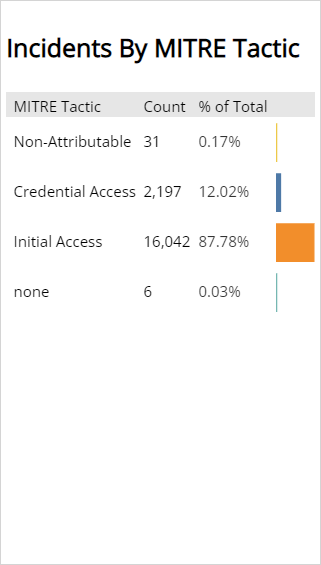 Incidents By MITRE Tactic
MITRE Tactic Count % of Total
Non-Attributable 31 0.17%
Credential Access 2,197 12.02%
Initial Access 16,042 87.78%
none 6 0.03%